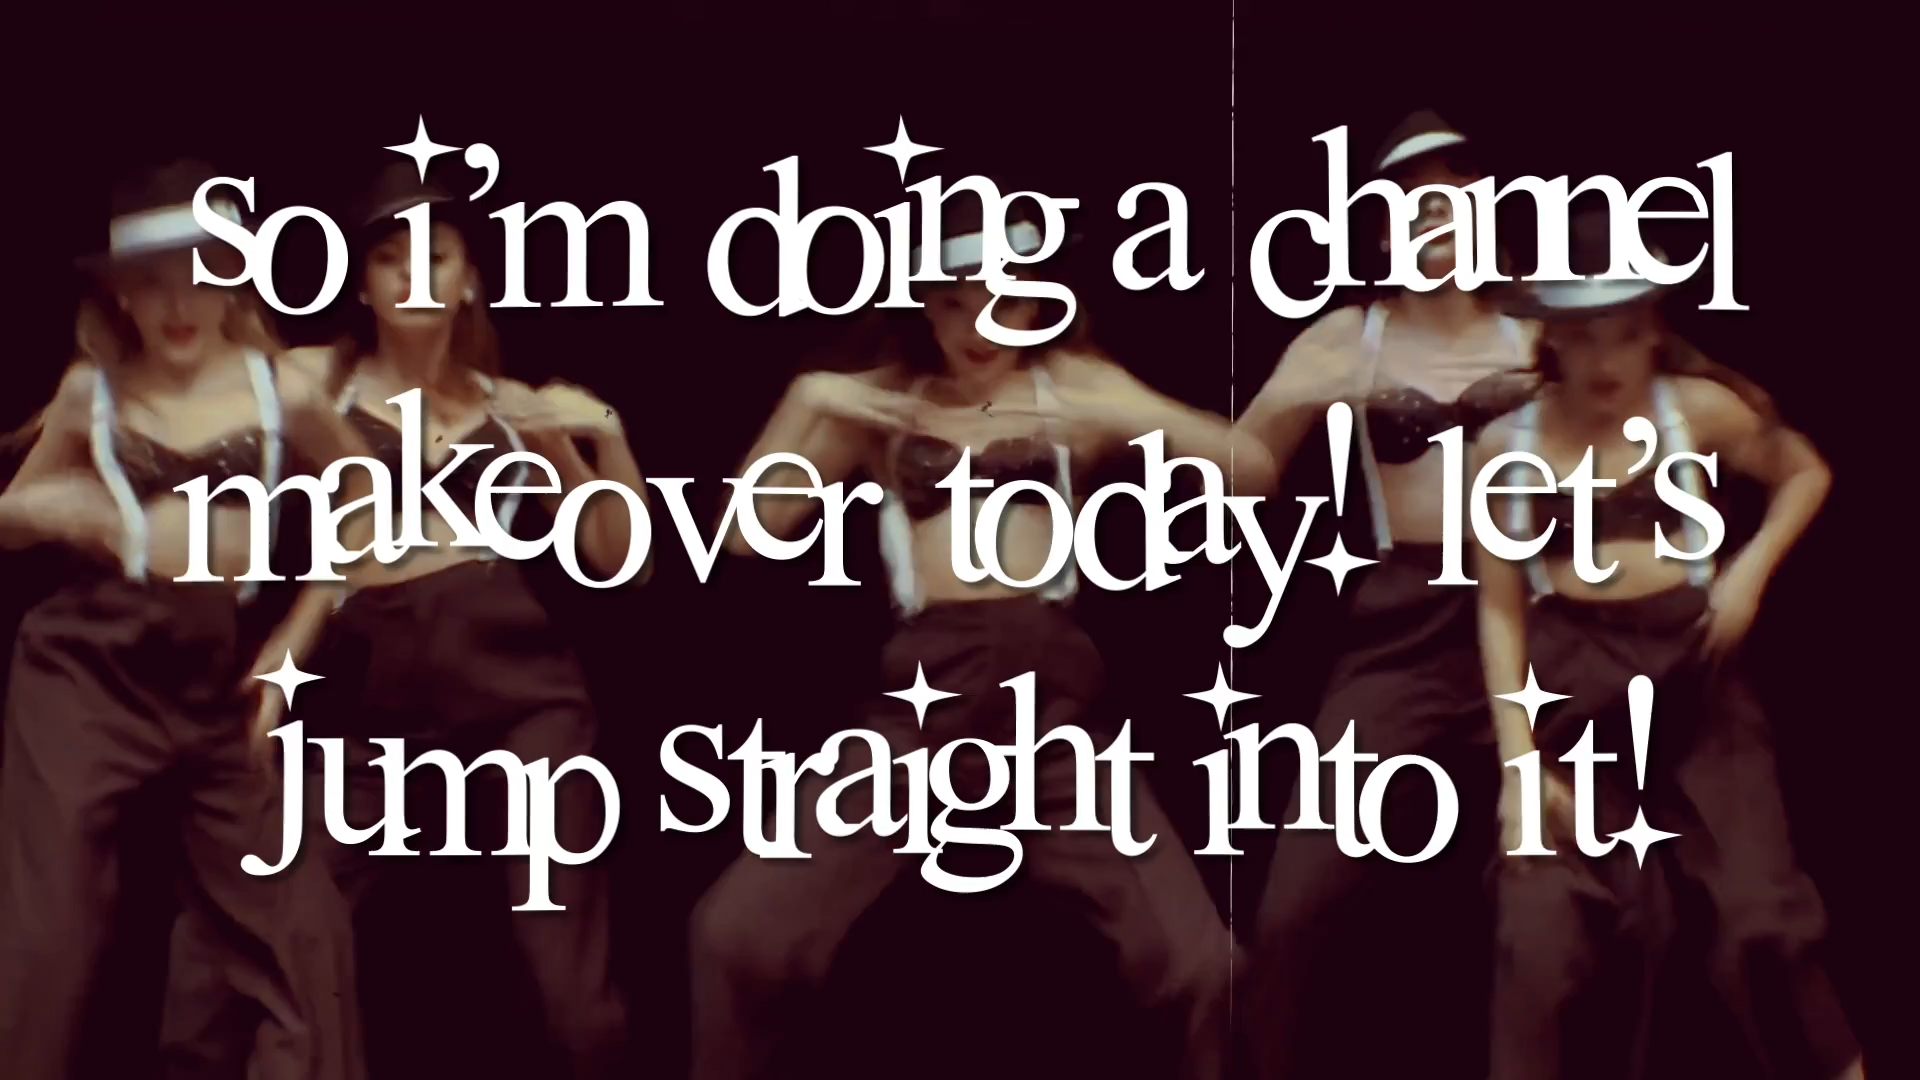 so i'm doing a channel
makeover today! let's
jump straight into it!